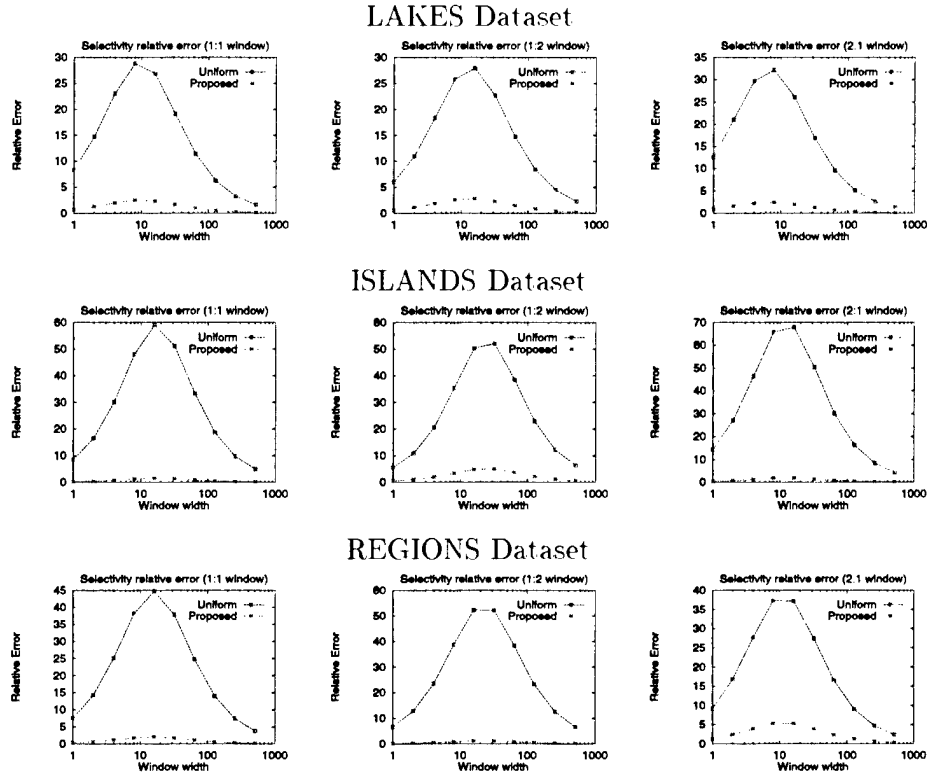 LAKES Dataset
Selectivity relative error (1:1 window)
Relative Error
30
25
20
15
10
5
0
Uniform
Proposed
1 10 100 1000
Window width
Selectivity relative error (1:2 window)
Relative Error
30
25
20
15
10
5
0
Uniform
Proposed
1 10 100 1000
Window width
Selectivity relative error (2.1 window)
Relative Error
35
30
25
20
15
10
5
0
Uniform
Proposed
1 10 100 1000
Window width
ISLANDS Dataset
Selectivity relative error (1:1 window)
Relative Error
60
50
40
30
20
10
0
Uniform
Proposed
1 10 100 1000
Window width
Selectivity relative error (1:2 window)
Relative Error
60
50
40
30
20
10
0
Uniform
Proposed
1 10 100 1000
Window width
Selectivity relative error (2:1 window)
Relative Error
70
60
50
40
30
20
10
0
Uniform
Proposed
1 10 100 1000
Window width
REGIONS Dataset
Selectivity relative error (1:1 window)
Relative Error
45
40
35
30
25
20
15
10
5
0
Uniform
Proposed
1 10 100 1000
Window width
Selectivity relative error (1:2 window)
Relative Error
60
50
40
30
20
10
0
Uniform
Proposed
1 10 100 1000
Window width
Selectivity relative error (2.1 window)
Relative Error
40
35
30
25
20
15
10
5
0
Uniform
Proposed
1 10 100 1000
Window width